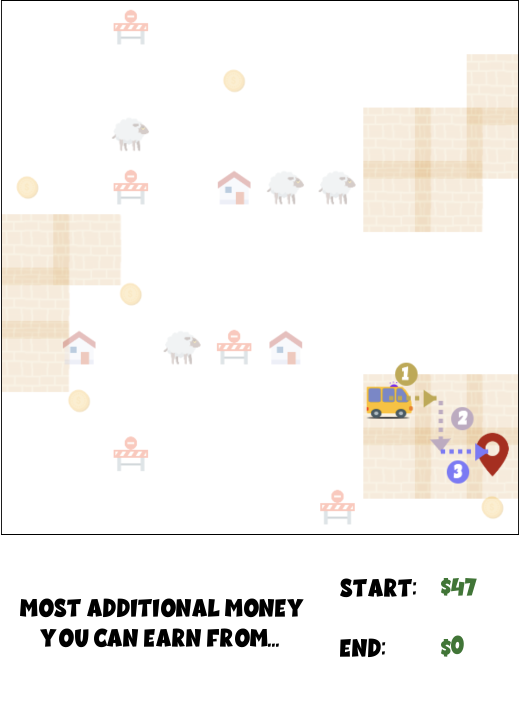 1
2
3
START: $47
MOST ADDITIONAL MONEY
YOU CAN EARN FROM...
END: $0